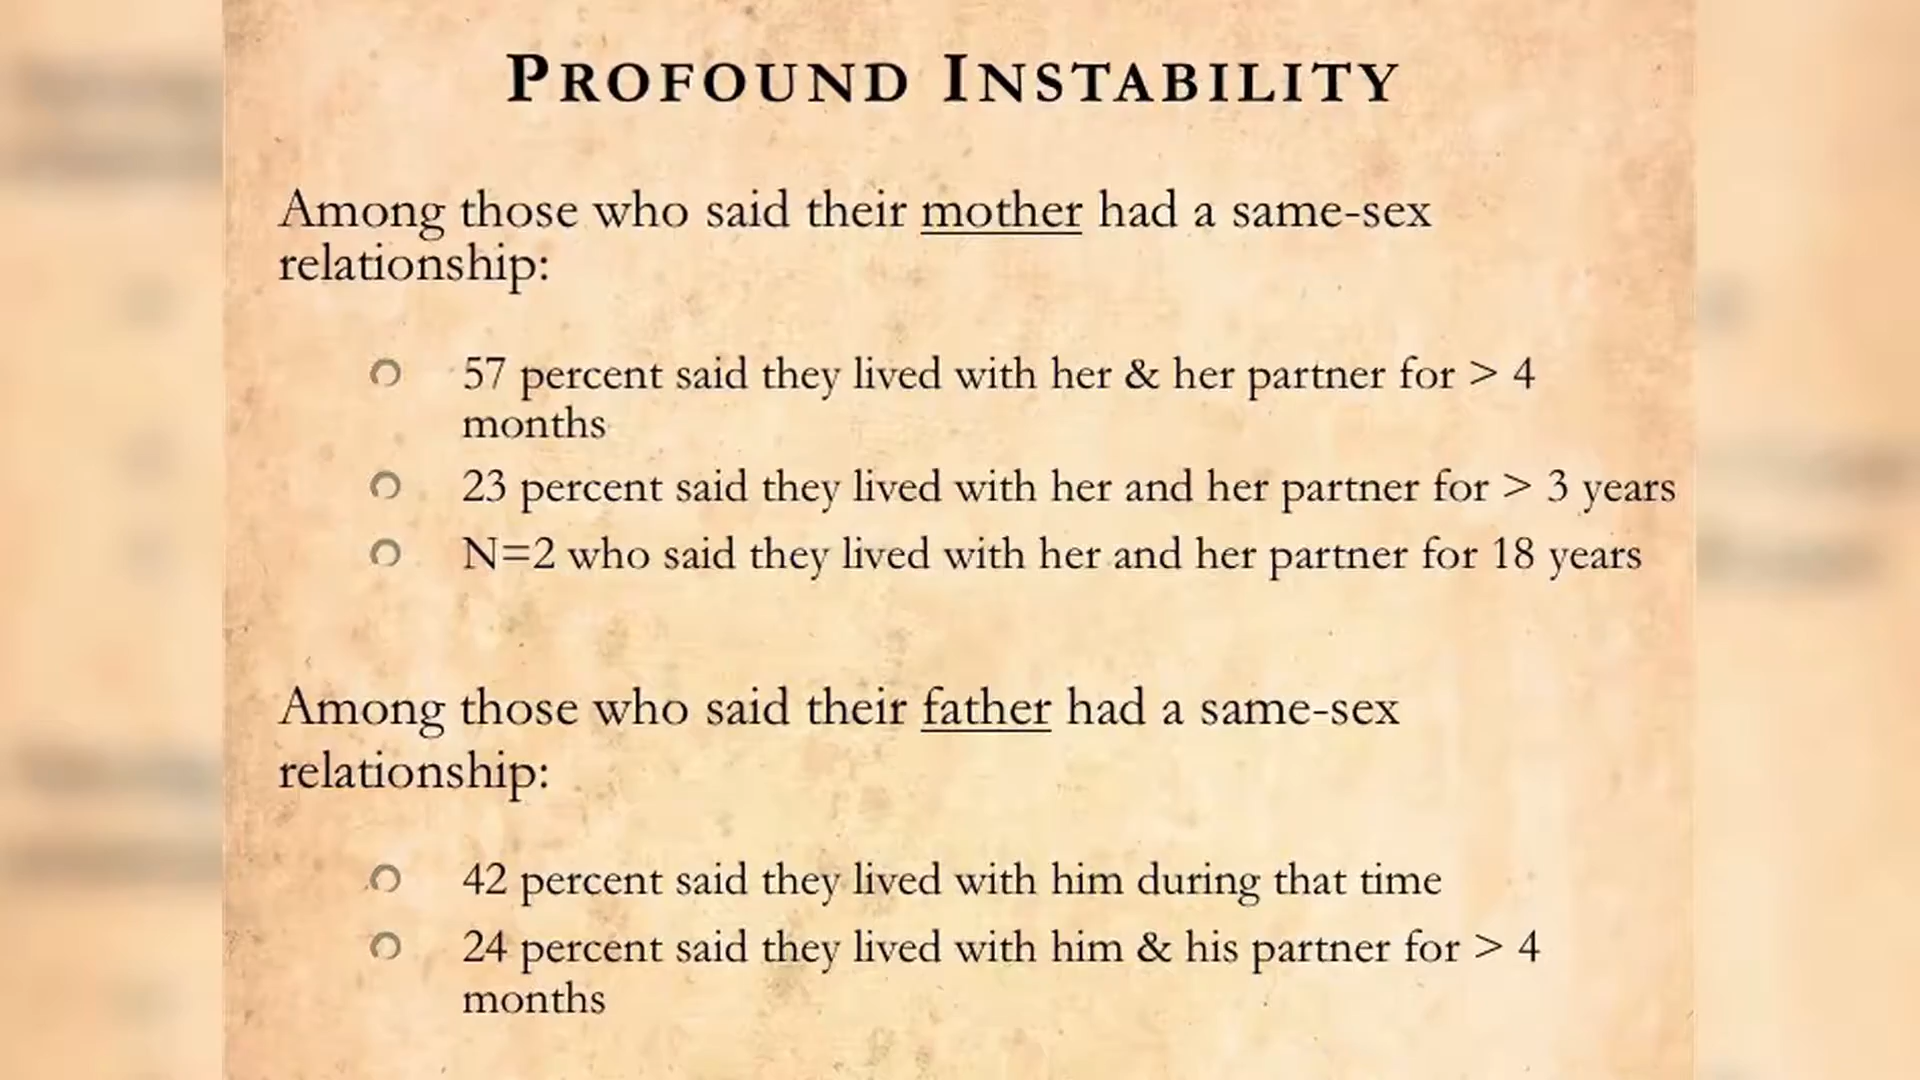 PROFOUND INSTABILITY
Among those who said their mother had a same-sex
relationship:
57 percent said they lived with her & her partner for > 4
months
23 percent said they lived with her and her partner for > 3 years
N=2 who said they lived with her and her partner for 18 years
Among those who said their father had a same-sex
relationship:
42 percent said they lived with him during that time
24 percent said they lived with him & his partner for > 4
months